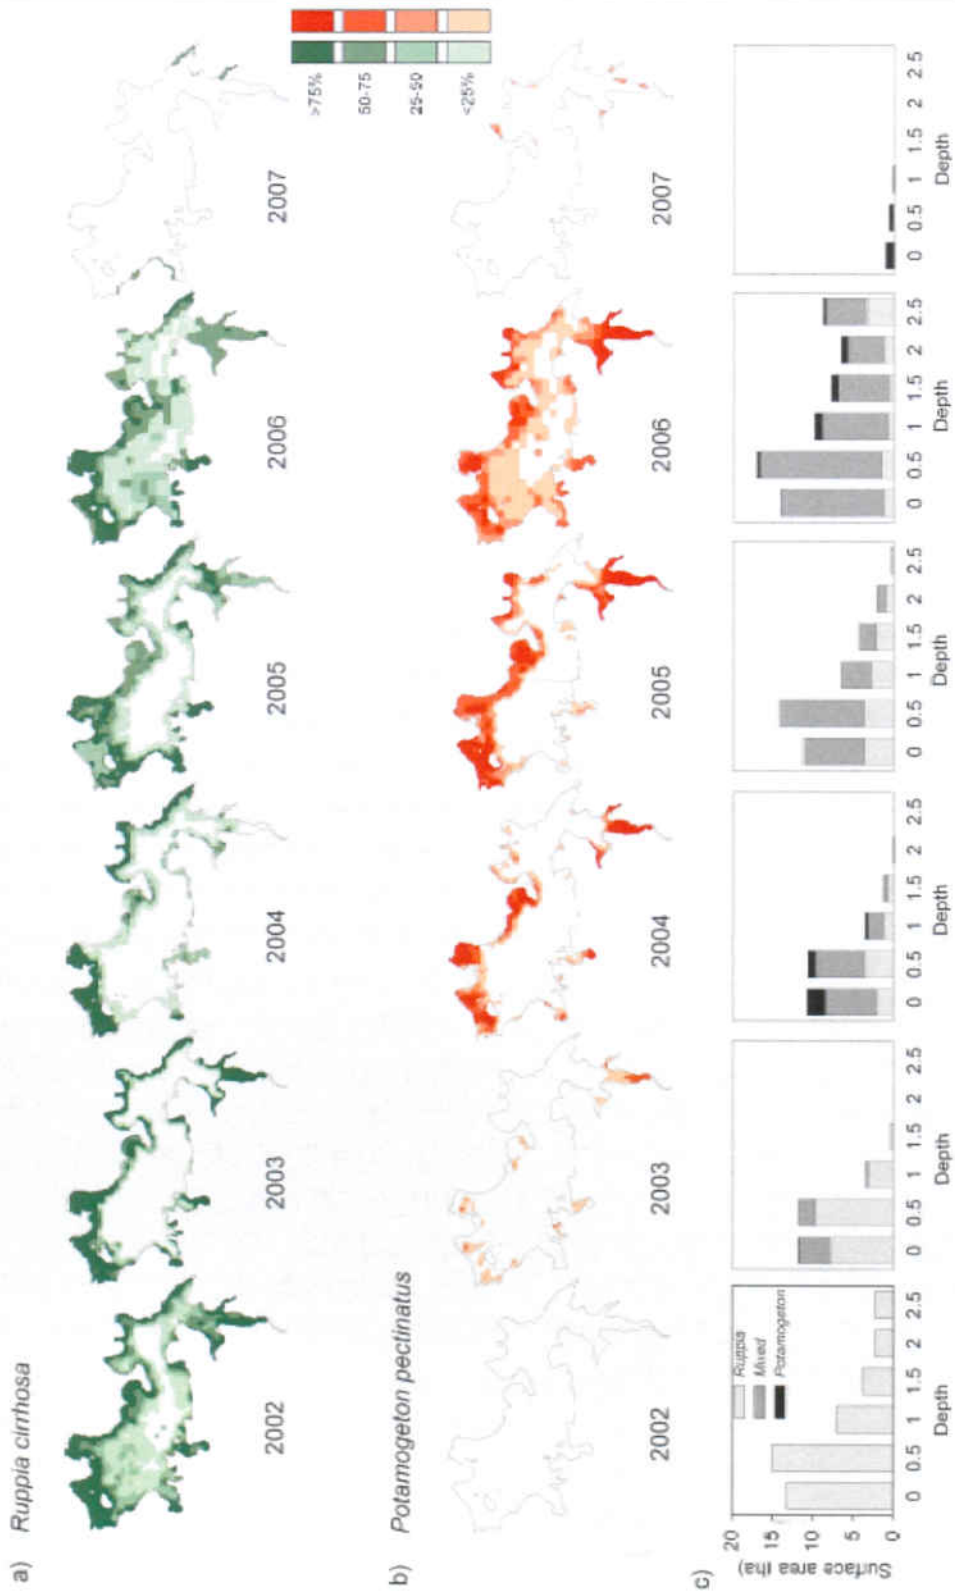 a) Ruppia cirrhosa
2002 2003 2004 2005 2006 2007
>75%
50-75
25-50
<25%
b) Potamogeton pectinatus
2002 2003 2004 2005 2006 2007
c)
Surface area (ha)
20
15
10
5
0
Ruppia
Mixed
Potamogeton
0 0.5 1 1.5 2 2.5
Depth
0 0.5 1 1.5 2 2.5
Depth
0 0.5 1 1.5 2 2.5
Depth
0 0.5 1 1.5 2 2.5
Depth
0 0.5 1 1.5 2 2.5
Depth
0 0.5 1 1.5 2 2.5
Depth